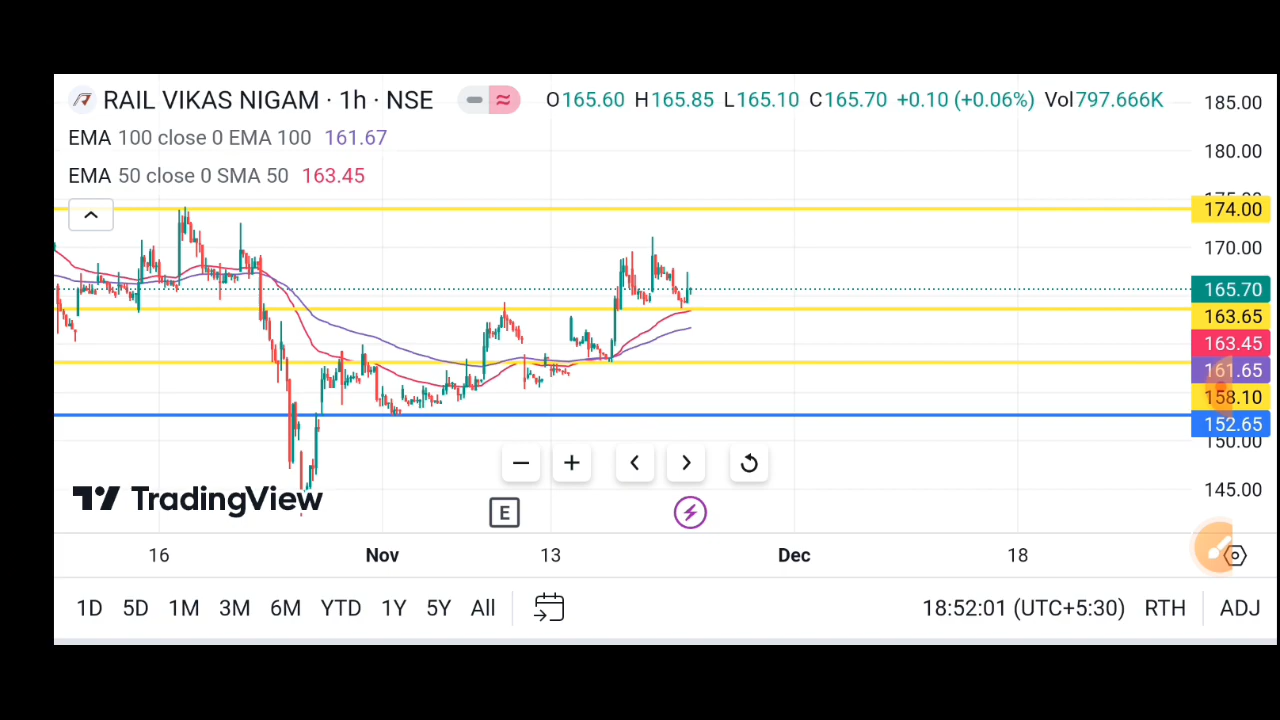 RAIL VIKAS NIGAM · 1h · NSE O165.60 H165.85 L165.10 C165.70 +0.10 (+0.06%) Vol797.666K
EMA 100 close 0 EMA 100 161.67
EMA 50 close 0 SMA 50 163.45
185.00
180.00
175.00
174.00
170.00
165.70
163.65
163.45
161.65
158.10
152.65
150.00
145.00
TradingView
E
16 Nov 13 Dec 18
1D 5D 1M 3M 6M YTD 1Y 5Y All 18:52:01 (UTC+5:30) RTH ADJ